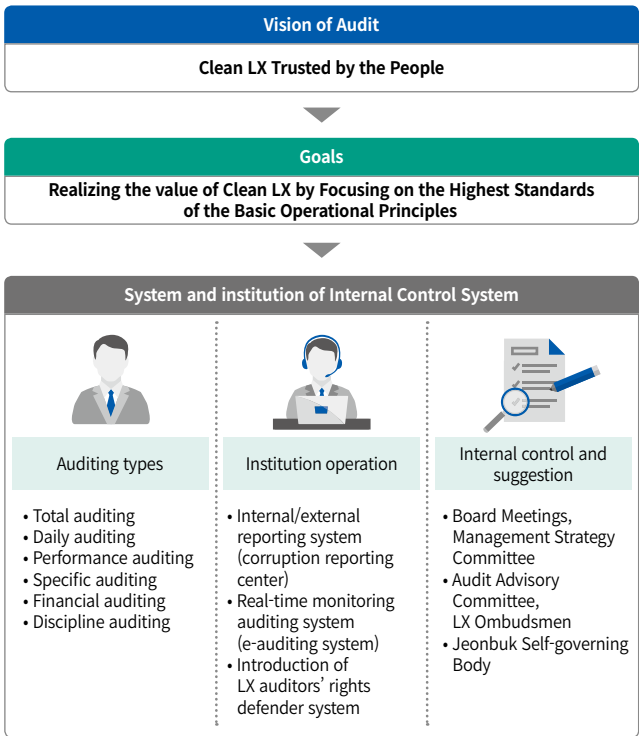 Vision of Audit
Clean LX Trusted by the People
Goals
Realizing the value of Clean LX by Focusing on the Highest Standards
of the Basic Operational Principles
System and institution of Internal Control System
Auditing types
• Total auditing
• Daily auditing
• Performance auditing
• Specific auditing
• Financial auditing
• Discipline auditing
Institution operation
• Internal/external
reporting system
(corruption reporting
center)
• Real-time monitoring
auditing system
(e-auditing system)
• Introduction of
LX auditors’ rights
defender system
Internal control and
suggestion
• Board Meetings,
Management Strategy
Committee
• Audit Advisory
Committee,
LX Ombudsmen
• Jeonbuk Self-governing
Body